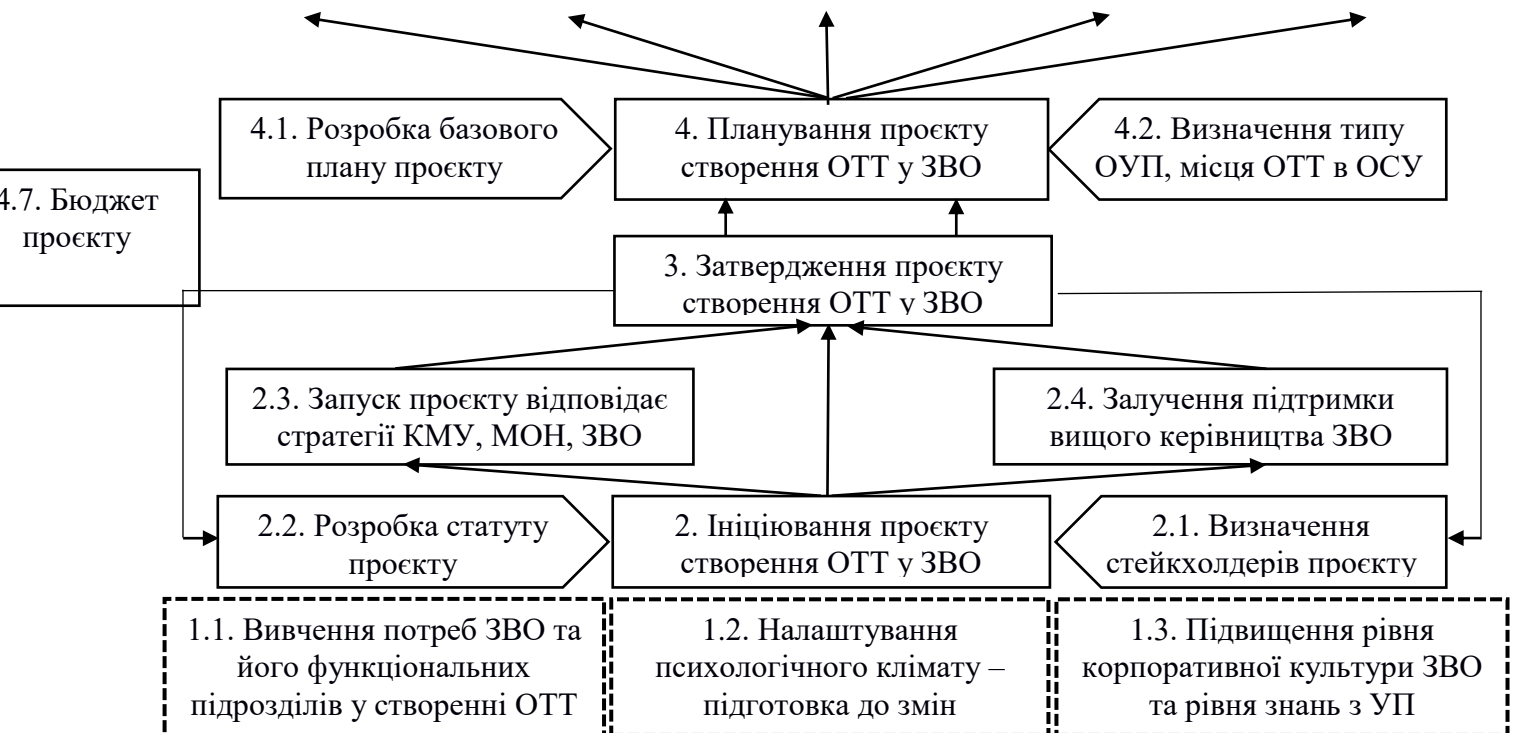 4.1. Розробка базового
плану проєкту
4. Планування проєкту
створення ОТТ у ЗВО
4.2. Визначення типу
ОУП, місця ОТТ в ОСУ
4.7. Бюджет
проєкту
3. Затвердження проєкту
створення ОТТ у ЗВО
2.3. Запуск проєкту відповідає
стратегії КМУ, МОН, ЗВО
2.4. Залучення підтримки
вищого керівництва ЗВО
2.2. Розробка статуту
проєкту
2. Ініціювання проєкту
створення ОТТ у ЗВО
2.1. Визначення
стейкхолдерів проєкту
1.1. Вивчення потреб ЗВО та
його функціональних
підрозділів у створенні ОТТ
1.2. Налаштування
психологічного клімату –
підготовка до змін
1.3. Підвищення рівня
корпоративної культури ЗВО
та рівня знань з УП